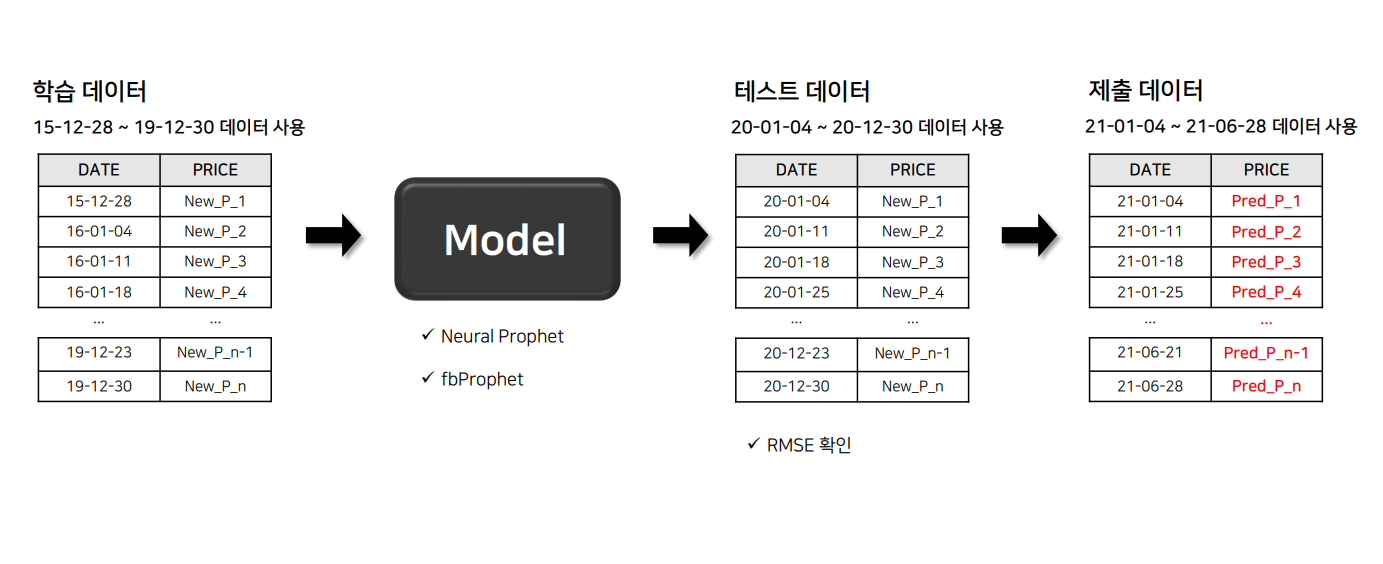 학습 데이터
15-12-28 ~ 19-12-30 데이터 사용
DATE PRICE
15-12-28 New_P_1
16-01-04 New_P_2
16-01-11 New_P_3
16-01-18 New_P_4
... ...
19-12-23 New_P_n-1
19-12-30 New_P_n
Model
✓ Neural Prophet
✓ fbProphet
테스트 데이터
20-01-04 ~ 20-12-30 데이터 사용
DATE PRICE
20-01-04 New_P_1
20-01-11 New_P_2
20-01-18 New_P_3
20-01-25 New_P_4
... ...
20-12-23 New_P_n-1
20-12-30 New_P_n
✓ RMSE 확인
제출 데이터
21-01-04 ~ 21-06-28 데이터 사용
DATE PRICE
21-01-04 Pred_P_1
21-01-11 Pred_P_2
21-01-18 Pred_P_3
21-01-25 Pred_P_4
... ...
21-06-21 Pred_P_n-1
21-06-28 Pred_P_n